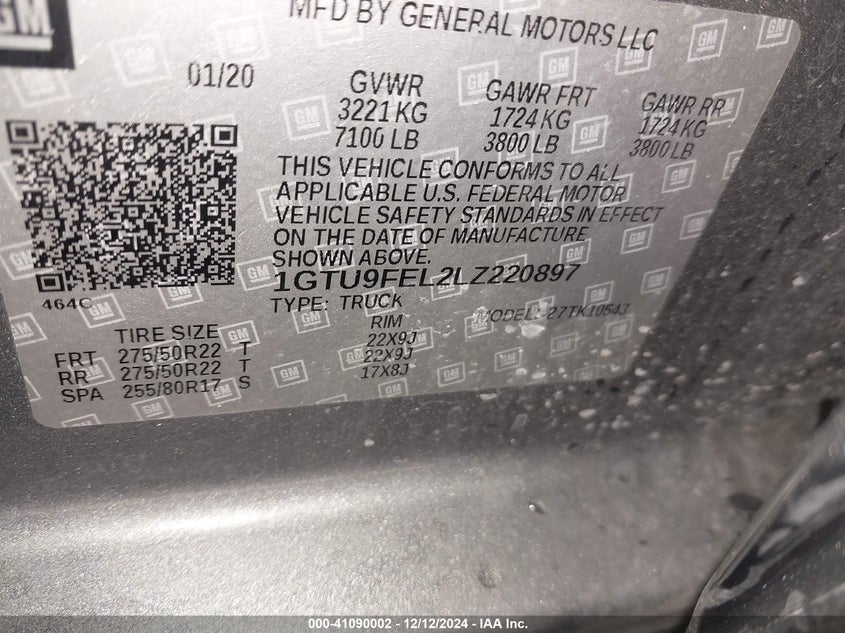 GM
MFD BY GENERAL MOTORS LLC
01/20
GVWR
3221 KG
7100 LB
GAWR FRT
1724 KG
3800 LB
GAWR RR
1724 KG
3800 LB
THIS VEHICLE CONFORMS TO ALL
APPLICABLE U.S. FEDERAL MOTOR
VEHICLE SAFETY STANDARDS IN EFFECT
ON THE DATE OF MANUFACTURE
SHOWN ABOVE.
1GTU9FEL2LZ220897
464C
TYPE: TRUCK
MODEL: 27TK10543
TIRE SIZE RIM
FRT 275/50R22 T 22X9J
RR 275/50R22 T 22X9J
SPA 255/80R17 S 17X8J
000-41090002 - 12/12/2024 - IAA Inc.